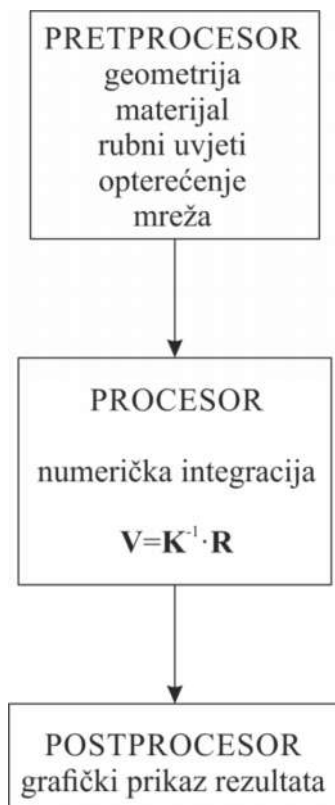 PRETPROCESOR
geometrija
materijal
rubni uvjeti
opterećenje
mreža
PROCESOR
numerička integracija
V=K⁻¹·R
POSTPROCESOR
grafički prikaz rezultata